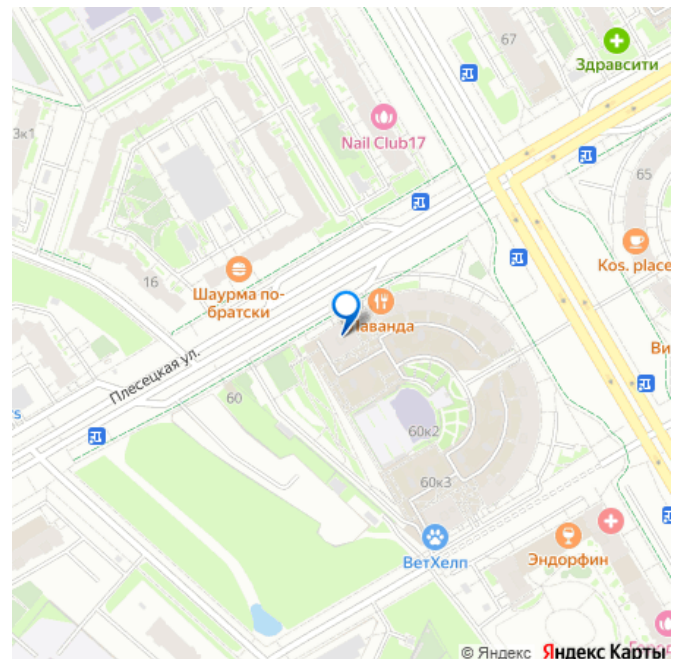 67
Здравсити
3к1
Nail Club17
65
Kos. place
16
Шаурма по-
братски
Лаванда
Ви
Плесецкая ул.
60
s
60к2
60к3
ВетХелп
Эндорфин
Город
© Яндекс Яндекс Карты